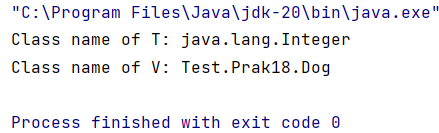 "C:\Program Files\Java\jdk-20\bin\java.exe"
Class name of T: java.lang.Integer
Class name of V: Test.Prak18.Dog
Process finished with exit code 0